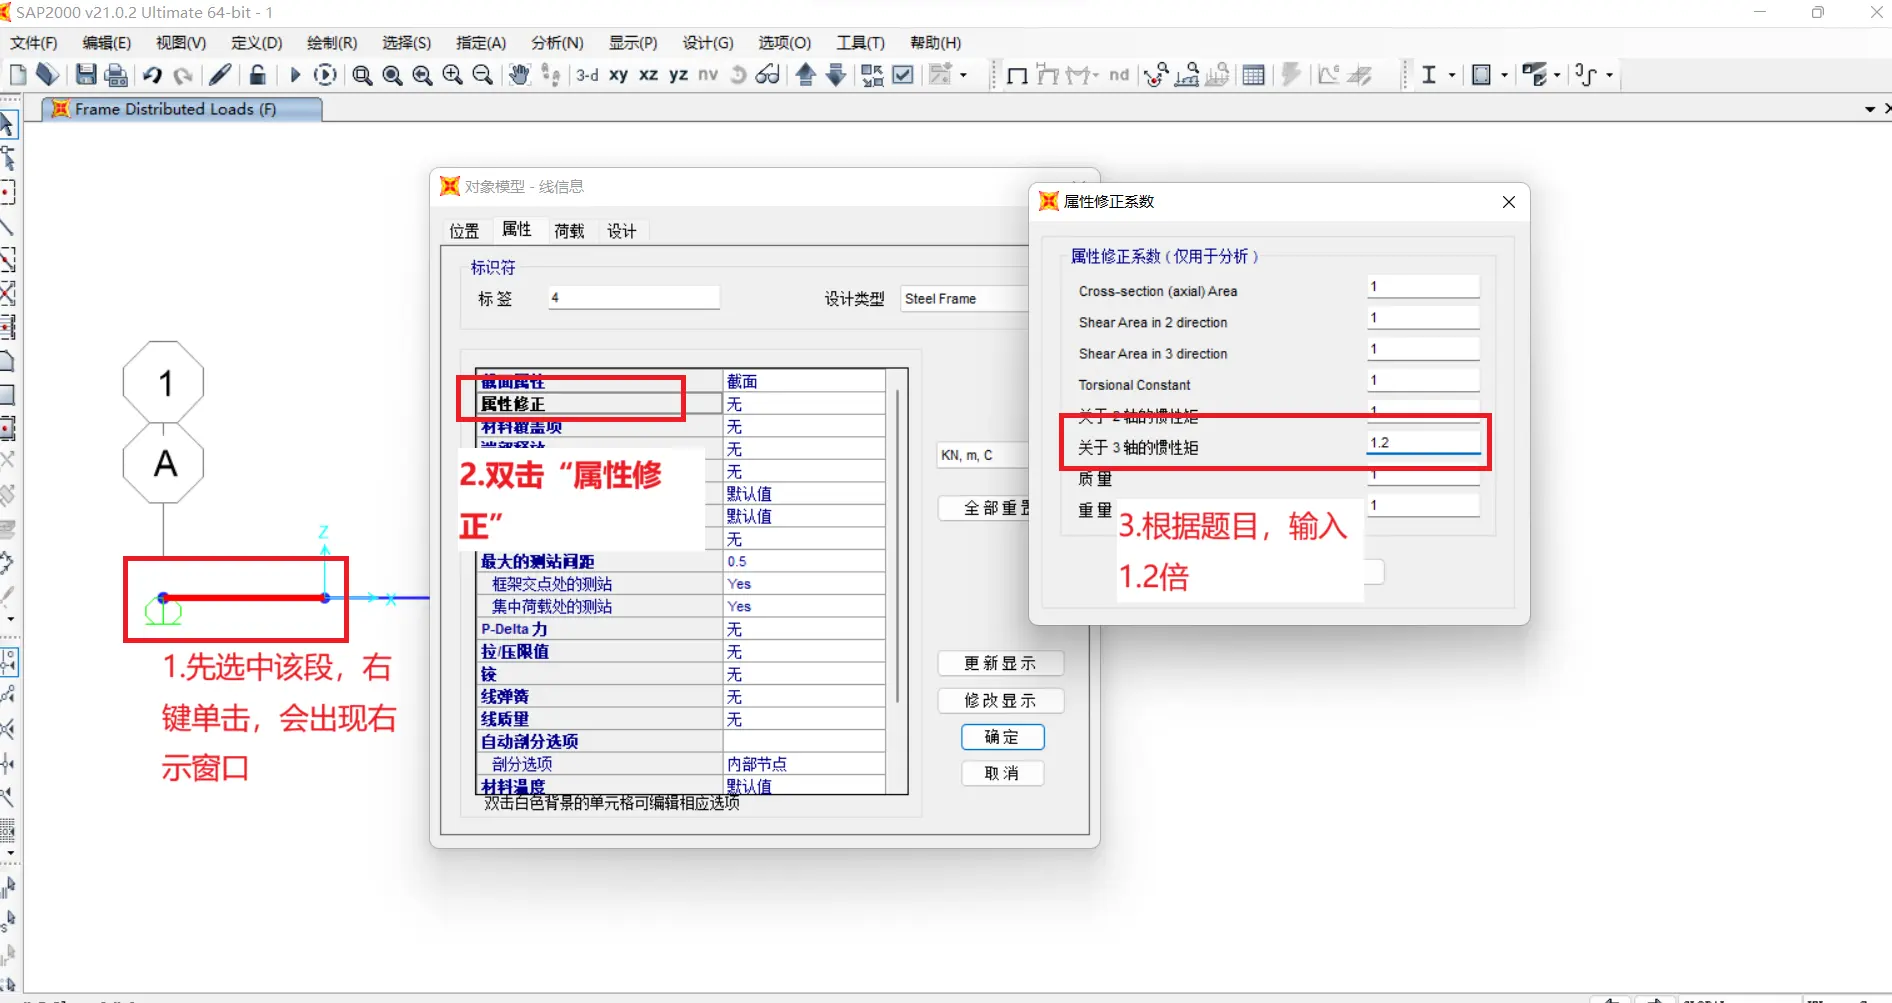 SAP2000 v21.0.2 Ultimate 64-bit - 1
文件(F) 编辑(E) 视图(V) 定义(D) 绘制(R) 选择(S) 指定(A) 分析(N) 显示(P) 设计(G) 选项(O) 工具(T) 帮助(H)
3-d xy xz yz nv nd
Frame Distributed Loads (F)
1
A
Z
X
1.先选中该段，右
键单击，会出现右
示窗口
对象模型 - 线信息
位置 属性 荷载 设计
标识符
标签 4 设计类型 Steel Frame
截面属性 截面
属性修正 无
材料覆盖项 无
端部释放 无
无
默认值
默认值
无
2.双击“属性修
正”
最大的测站间距 0.5
框架交点处的测站 Yes
集中荷载处的测站 Yes
P-Delta 力 无
拉/压限值 无
铰 无
线弹簧 无
线质量 无
自动剖分选项
剖分选项 内部节点
材料温度 默认值
双击白色背景的单元格可编辑相应选项
KN, m, C
全部重置
更新显示
修改显示
确定
取消
属性修正系数
属性修正系数 ( 仅用于分析 )
Cross-section (axial) Area 1
Shear Area in 2 direction 1
Shear Area in 3 direction 1
Torsional Constant 1
关于 2 轴的惯性矩 1
关于 3 轴的惯性矩 1.2
质量 1
重量 1
3.根据题目，输入
1.2倍